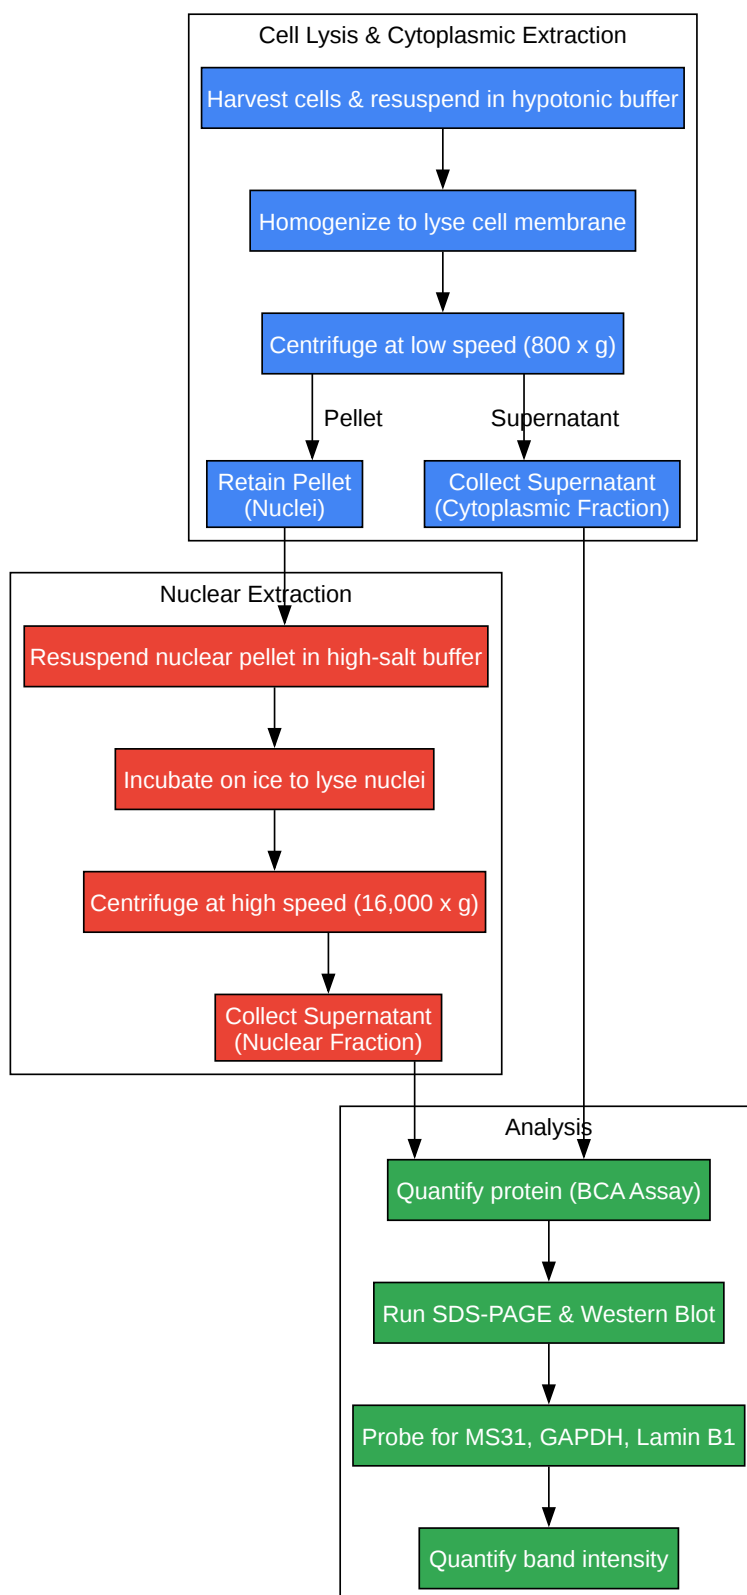 Cell Lysis & Cytoplasmic Extraction
Harvest cells & resuspend in hypotonic buffer
Homogenize to lyse cell membrane
Centrifuge at low speed (800 x g)
Pellet
Supernatant
Retain Pellet
(Nuclei)
Collect Supernatant
(Cytoplasmic Fraction)
Nuclear Extraction
Resuspend nuclear pellet in high-salt buffer
Incubate on ice to lyse nuclei
Centrifuge at high speed (16,000 x g)
Collect Supernatant
(Nuclear Fraction)
Analysis
Quantify protein (BCA Assay)
Run SDS-PAGE & Western Blot
Probe for MS31, GAPDH, Lamin B1
Quantify band intensity